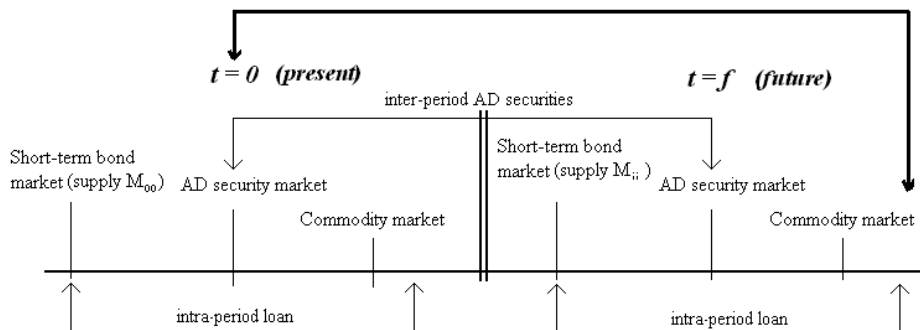 t = 0 (present)
t = f (future)
inter-period AD securities
Short-term bond
market (supply M₀₀)
AD security market
Commodity market
Short-term bond
market (supply Mᵢᵢ )
AD security market
Commodity market
intra-period loan
intra-period loan